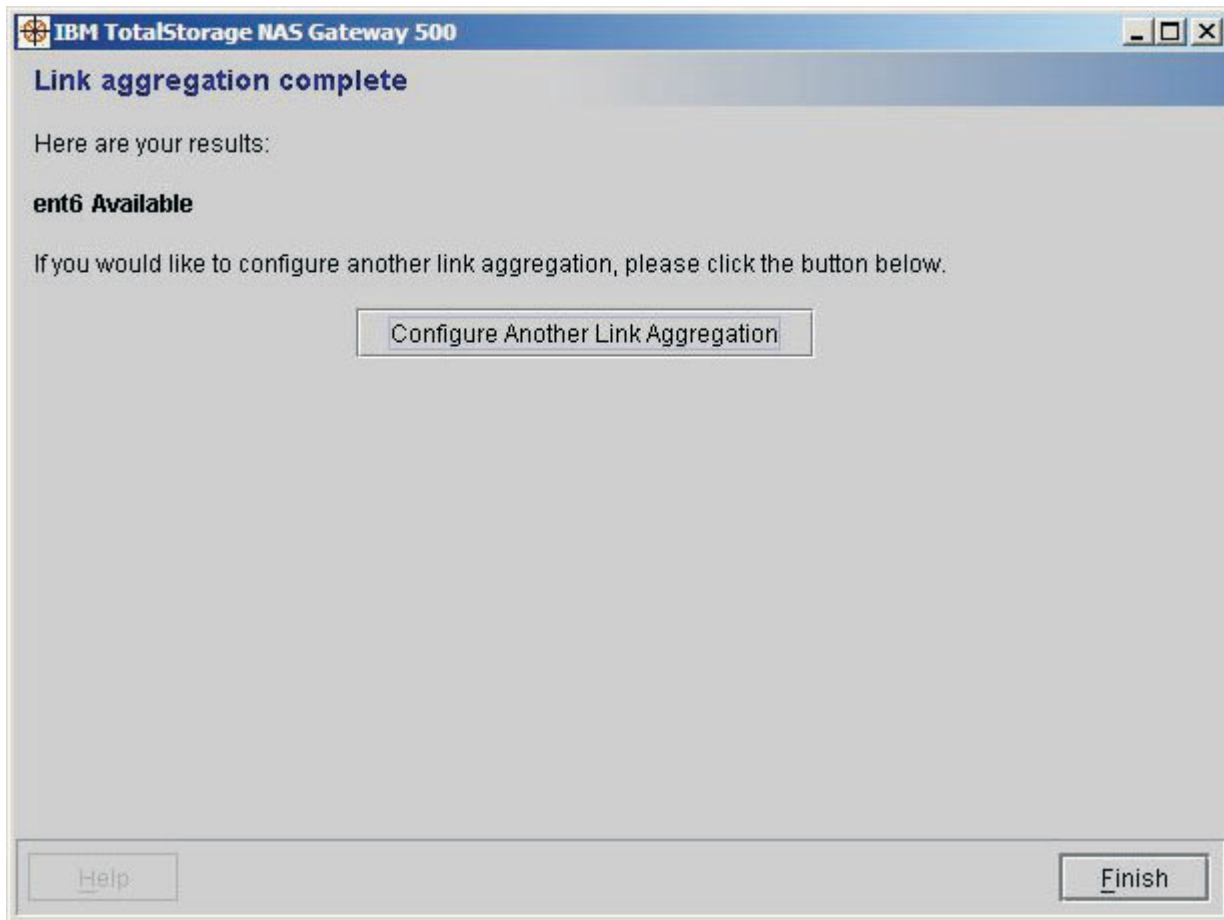 IBM TotalStorage NAS Gateway 500
Link aggregation complete
Here are your results:
ent6 Available
If you would like to configure another link aggregation, please click the button below.
Configure Another Link Aggregation
Help
Finish